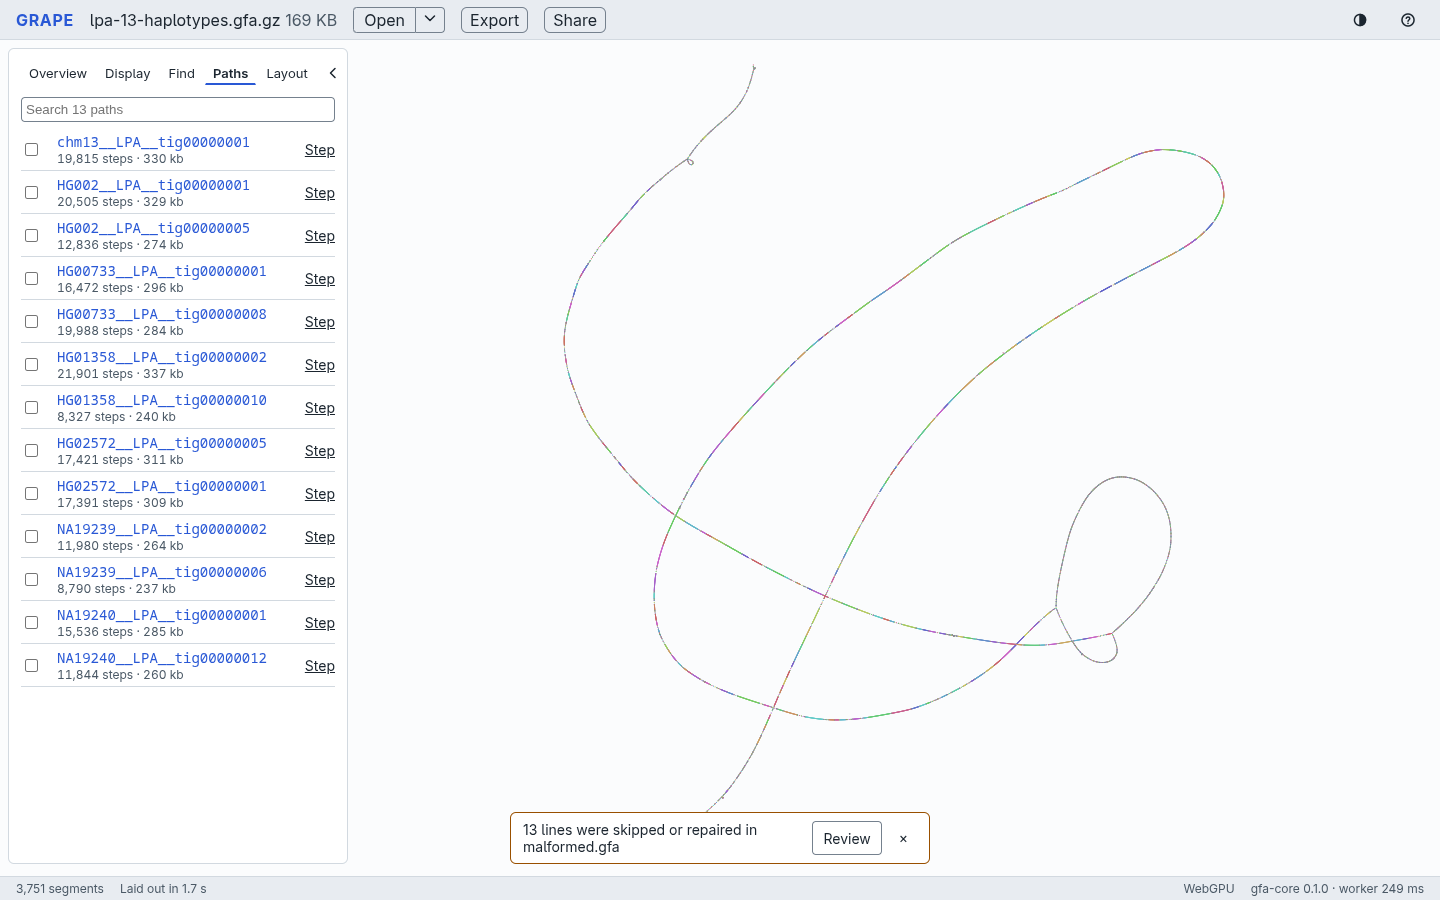 GRAPE lpa-13-haplotypes.gfa.gz 169 KB Open Export Share
Overview Display Find Paths Layout
Search 13 paths
chm13__LPA__tig00000001
19,815 steps · 330 kb
Step
HG002__LPA__tig00000001
20,505 steps · 329 kb
Step
HG002__LPA__tig00000005
12,836 steps · 274 kb
Step
HG00733__LPA__tig00000001
16,472 steps · 296 kb
Step
HG00733__LPA__tig00000008
19,988 steps · 284 kb
Step
HG01358__LPA__tig00000002
21,901 steps · 337 kb
Step
HG01358__LPA__tig00000010
8,327 steps · 240 kb
Step
HG02572__LPA__tig00000005
17,421 steps · 311 kb
Step
HG02572__LPA__tig00000001
17,391 steps · 309 kb
Step
NA19239__LPA__tig00000002
11,980 steps · 264 kb
Step
NA19239__LPA__tig00000006
8,790 steps · 237 kb
Step
NA19240__LPA__tig00000001
15,536 steps · 285 kb
Step
NA19240__LPA__tig00000012
11,844 steps · 260 kb
Step
13 lines were skipped or repaired in
malformed.gfa
Review ×
3,751 segments Laid out in 1.7 s WebGPU gfa-core 0.1.0 · worker 249 ms